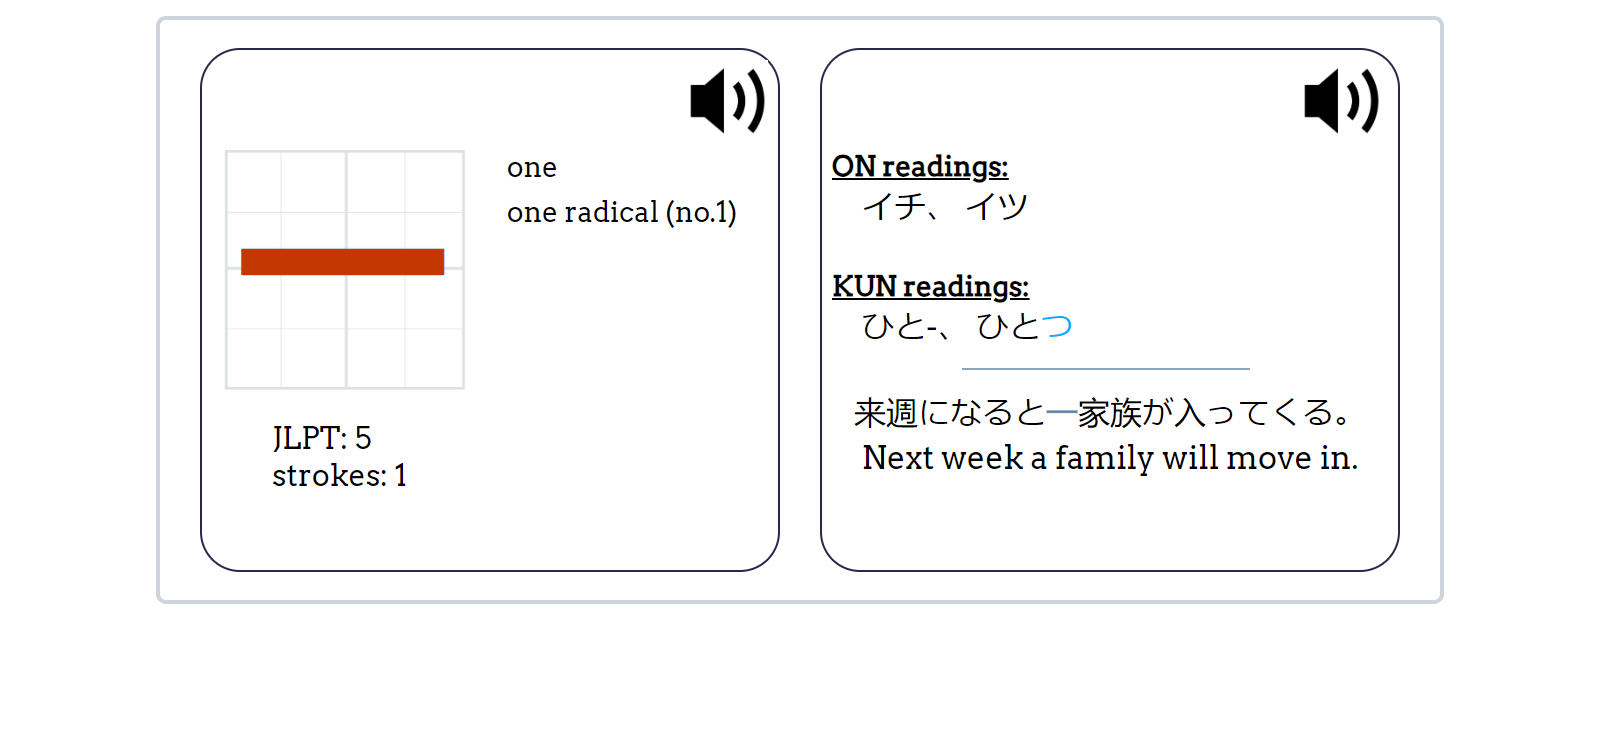 one
one radical (no.1)
JLPT: 5
strokes: 1
ON readings:
イチ、 イツ
KUN readings:
ひと-、 ひとつ
来週になると一家族が入ってくる。
Next week a family will move in.